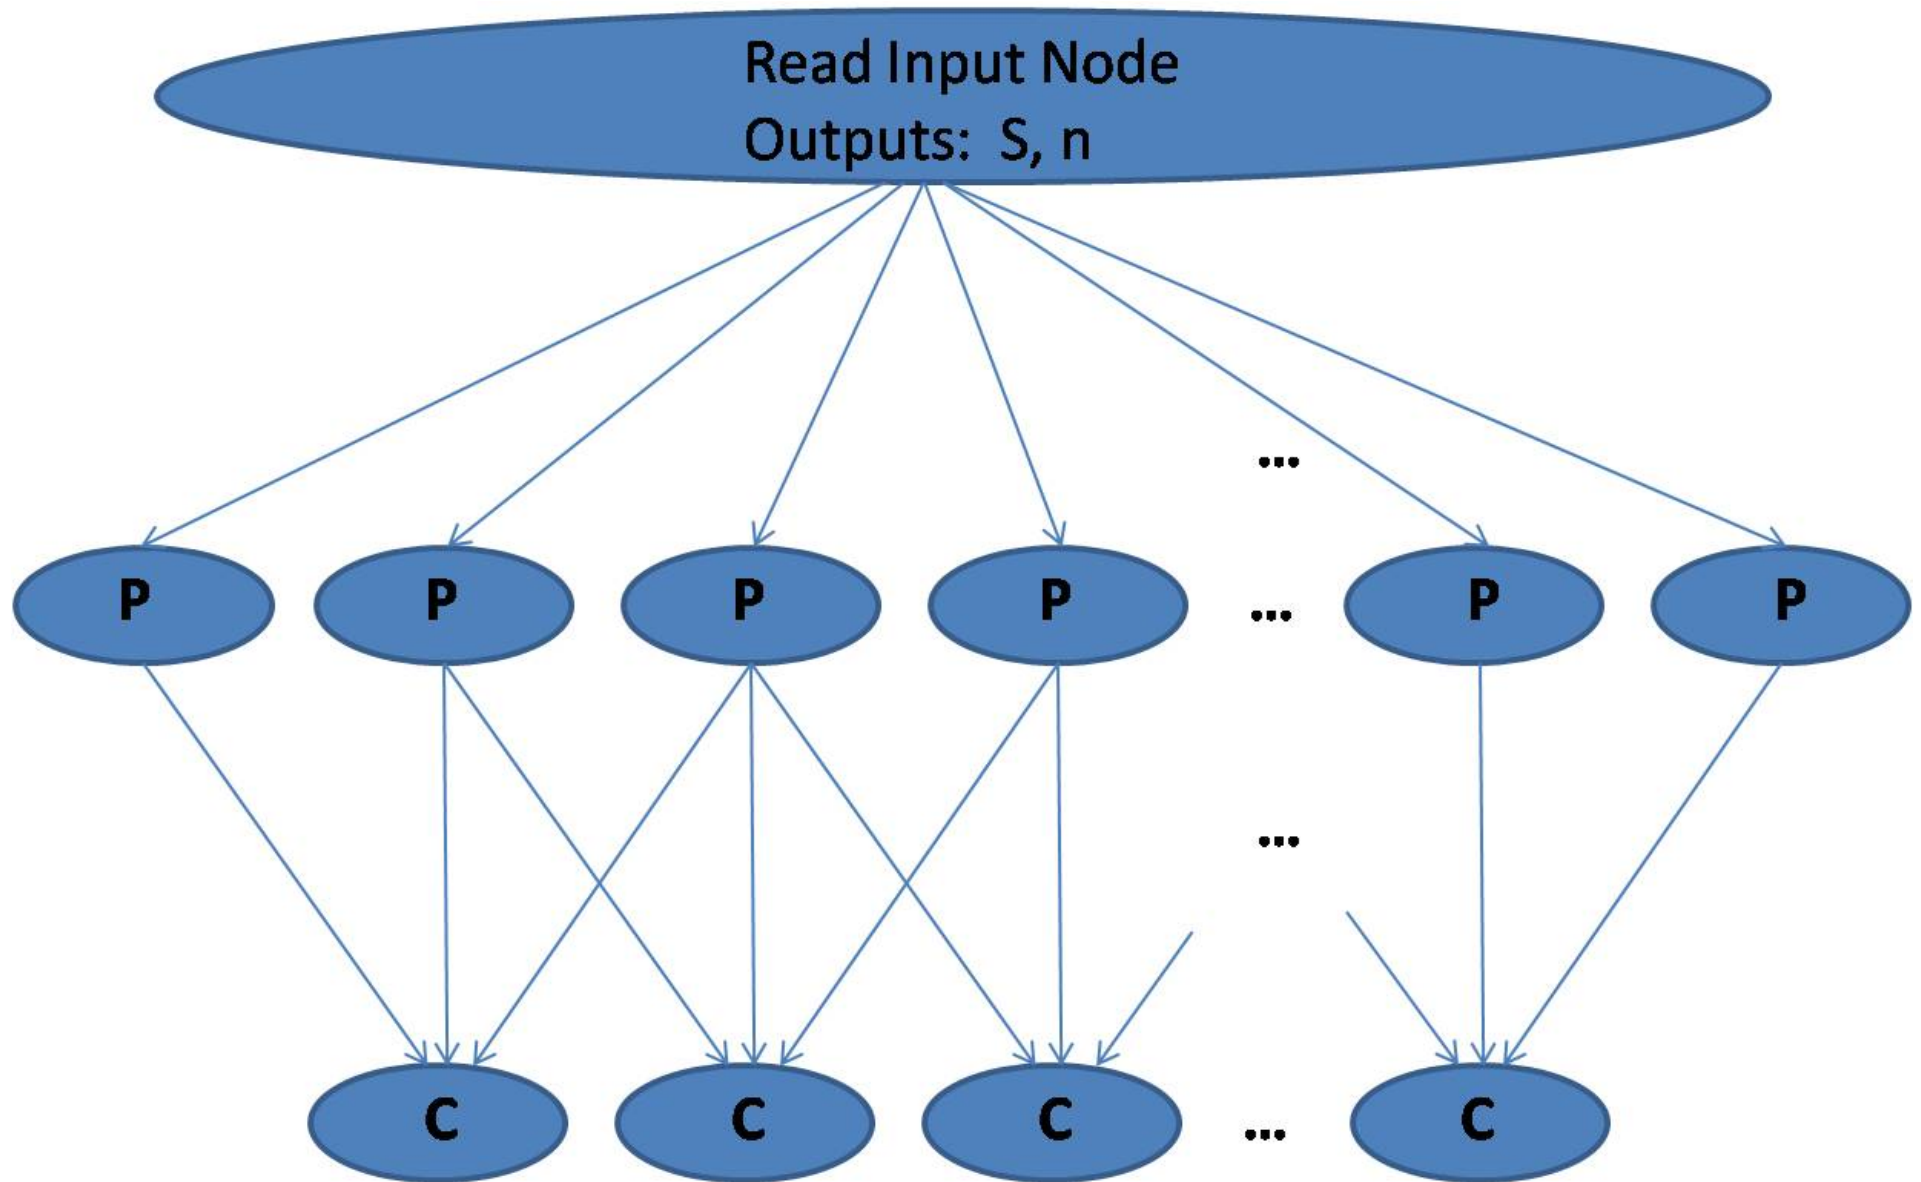 Read Input Node
Outputs: S, n
...
P P P P ... P P
...
C C C ... C